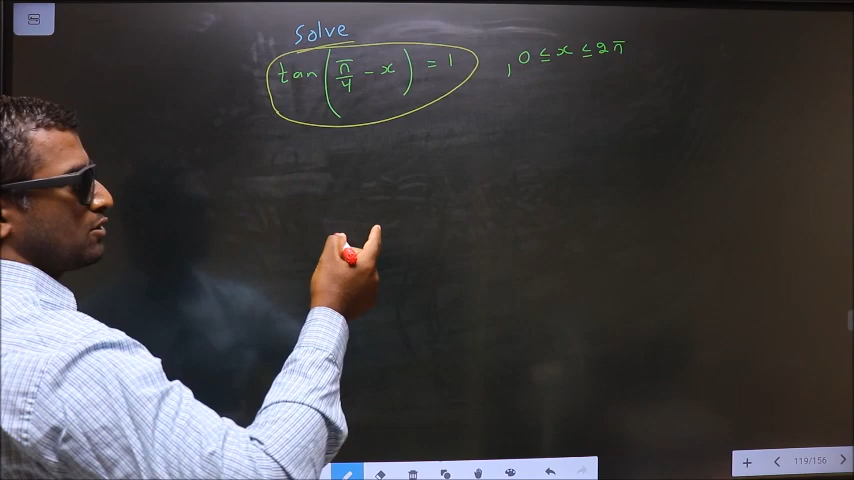 Solve
tan(π/4 - x) = 1 , 0 ≤ x ≤ 2π
119/156